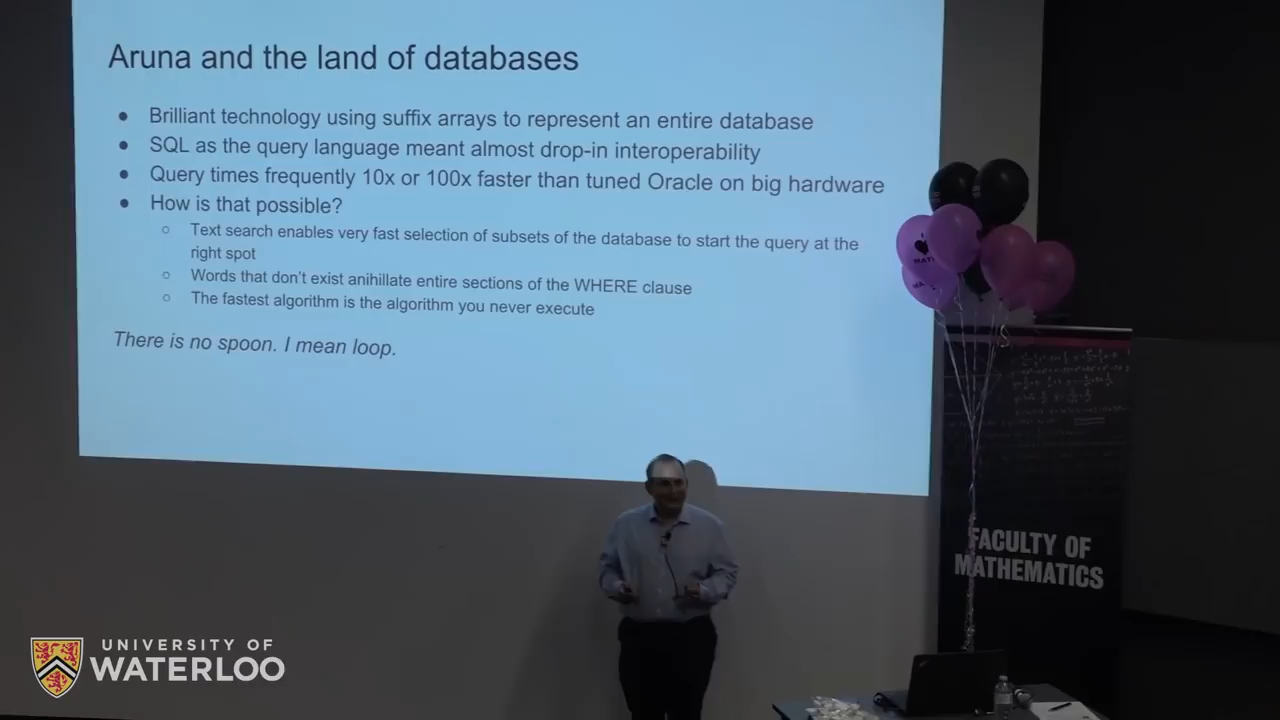 Aruna and the land of databases
Brilliant technology using suffix arrays to represent an entire database
SQL as the query language meant almost drop-in interoperability
Query times frequently 10x or 100x faster than tuned Oracle on big hardware
How is that possible?
Text search enables very fast selection of subsets of the database to start the query at the
right spot
Words that don't exist anihillate entire sections of the WHERE clause
The fastest algorithm is the algorithm you never execute
There is no spoon. I mean loop.
FACULTY OF
MATHEMATICS
UNIVERSITY OF
WATERLOO